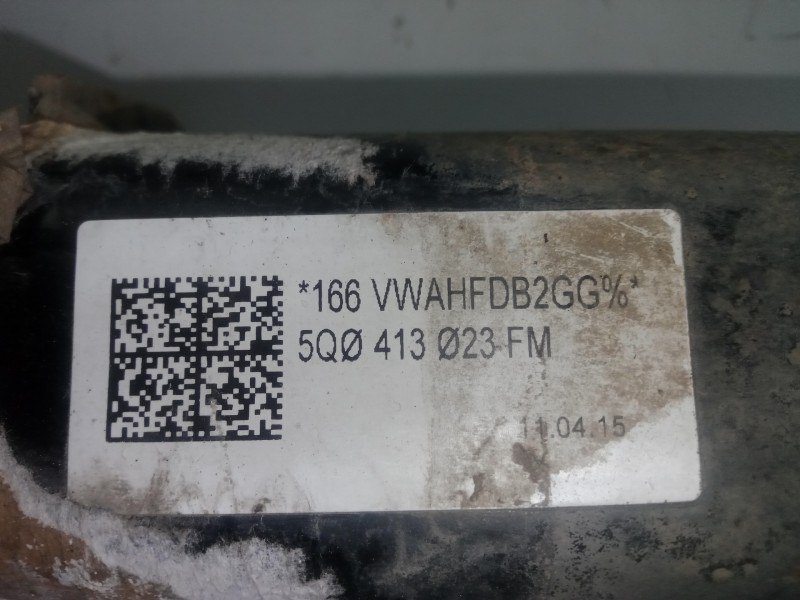 *166 VWAHFDB2GG%*
5QØ 413 Ø23 FM
11.04.15